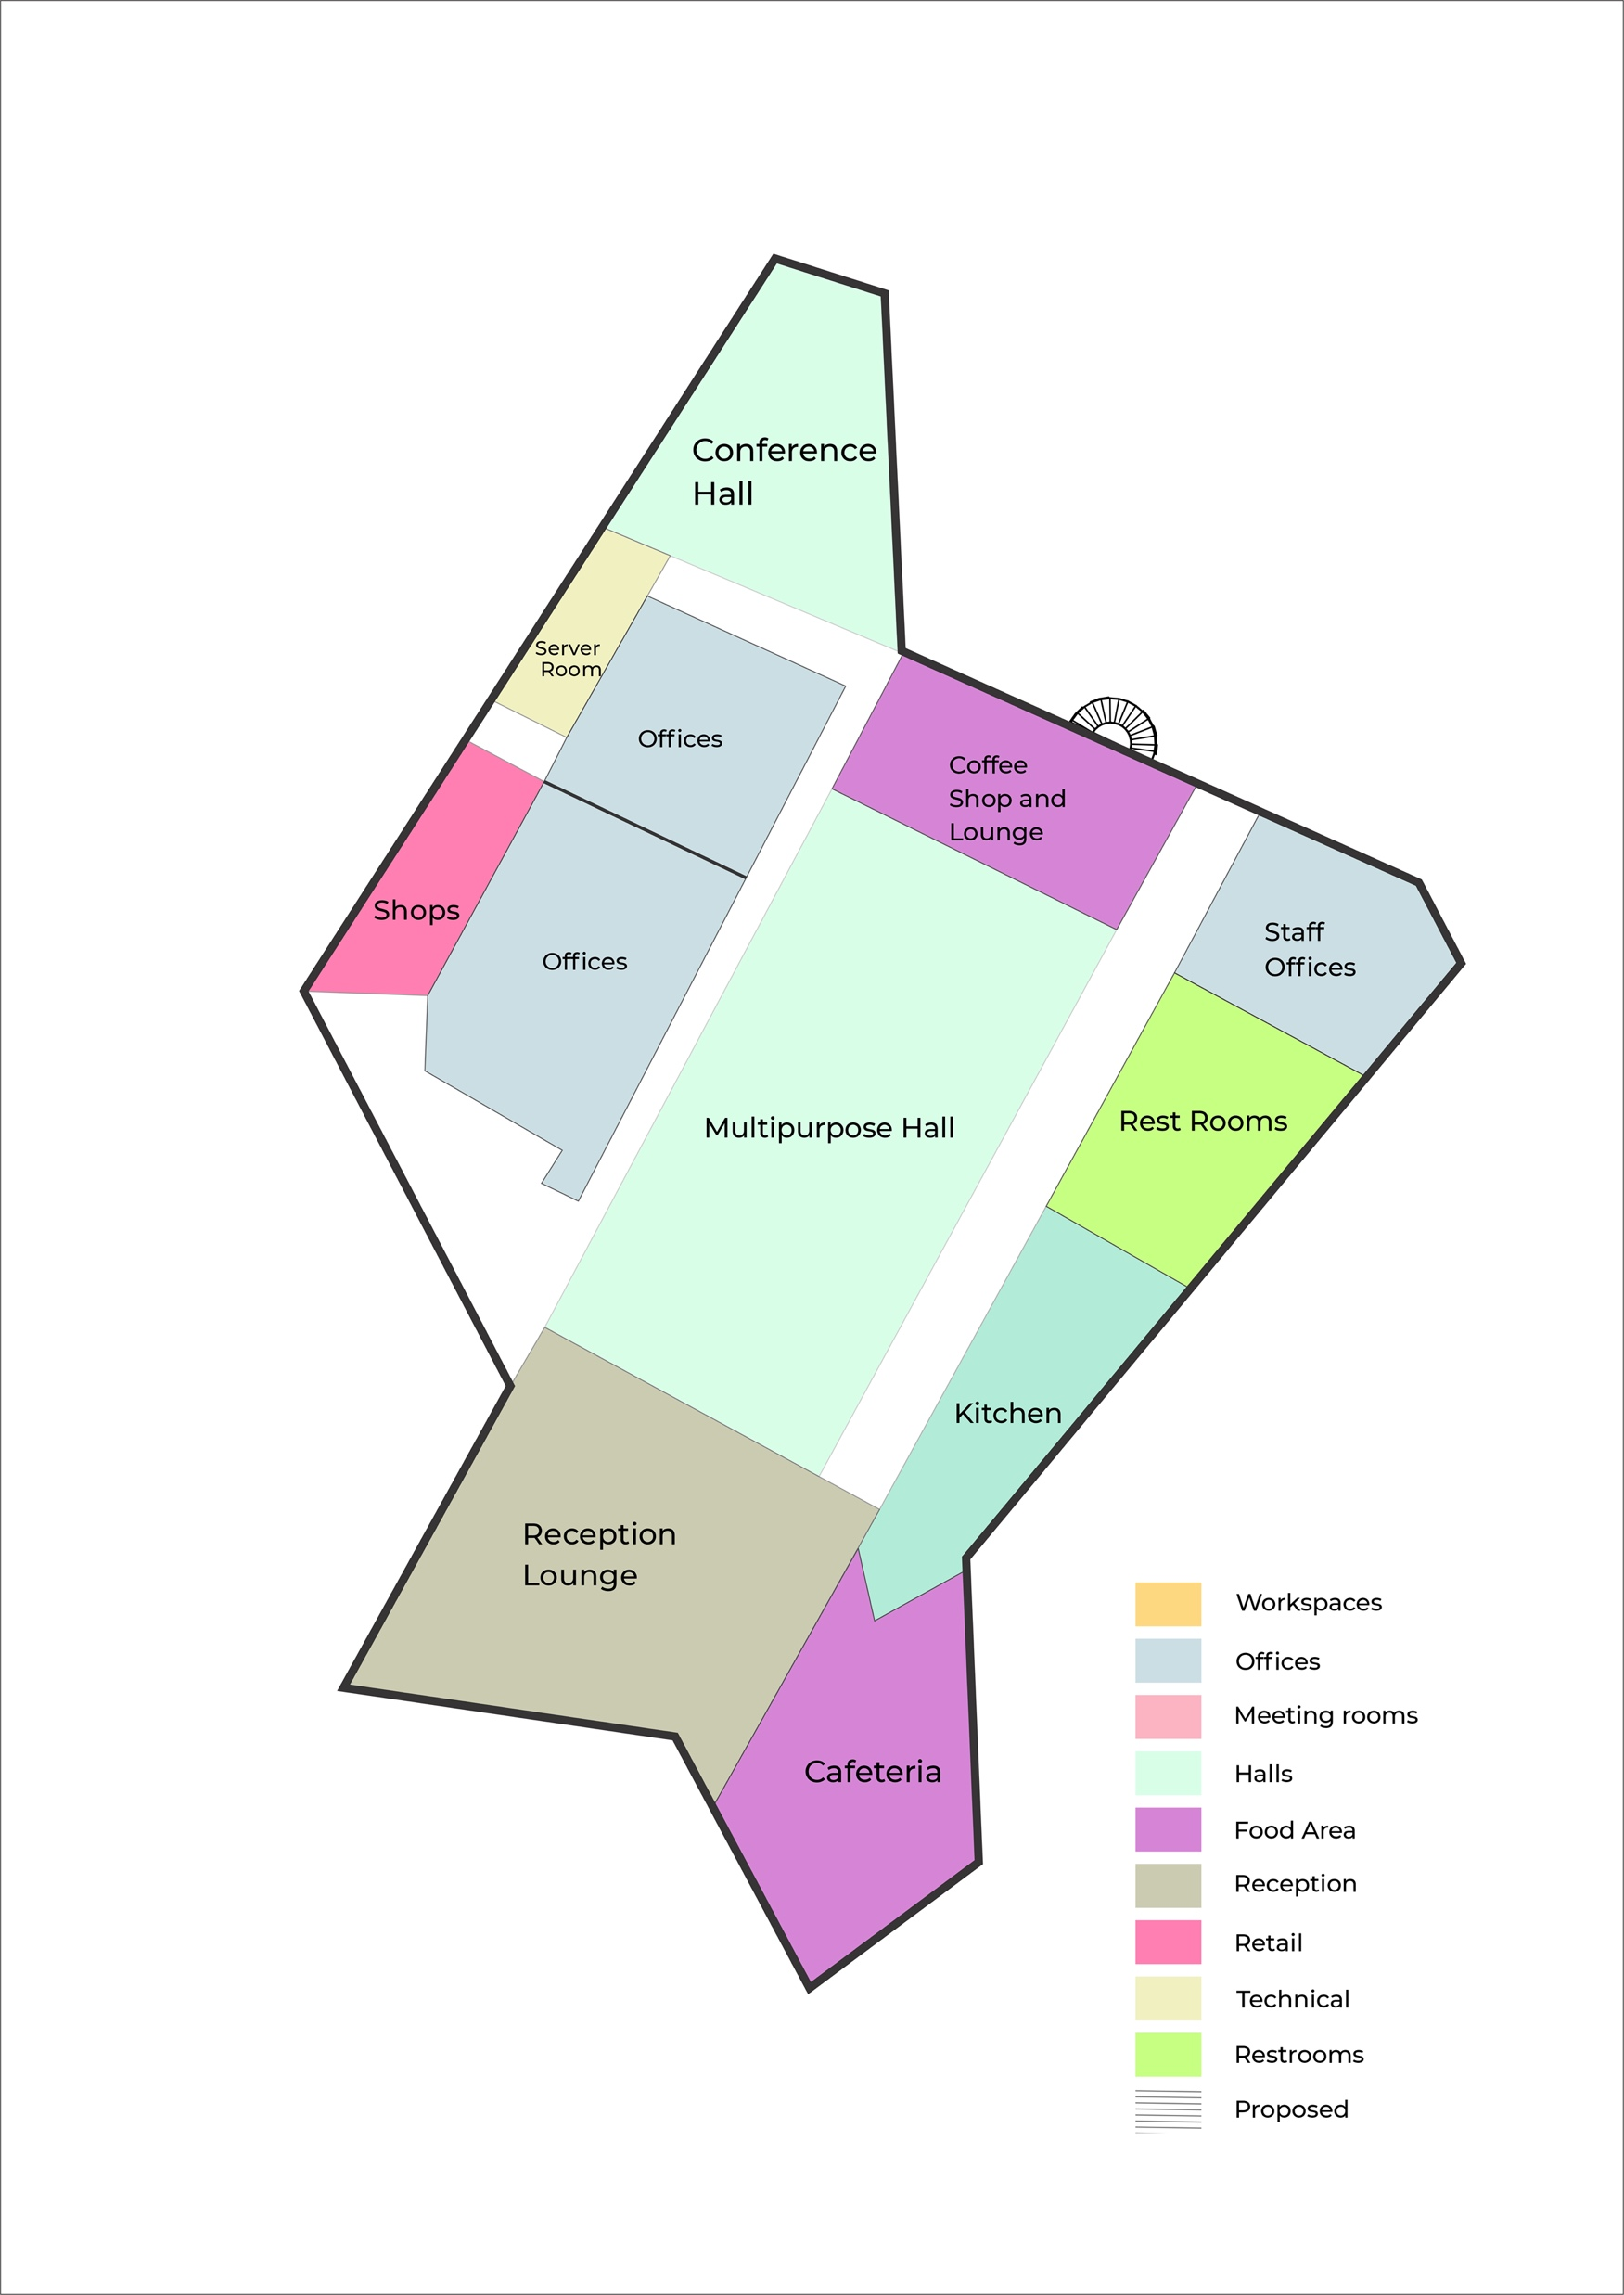 Conference
Hall
Server
Room
Offices
Coffee
Shop and
Lounge
Shops
Offices
Staff
Offices
Multipurpose Hall
Rest Rooms
Kitchen
Reception
Lounge
Cafeteria
Workspaces
Offices
Meeting rooms
Halls
Food Area
Reception
Retail
Technical
Restrooms
Proposed